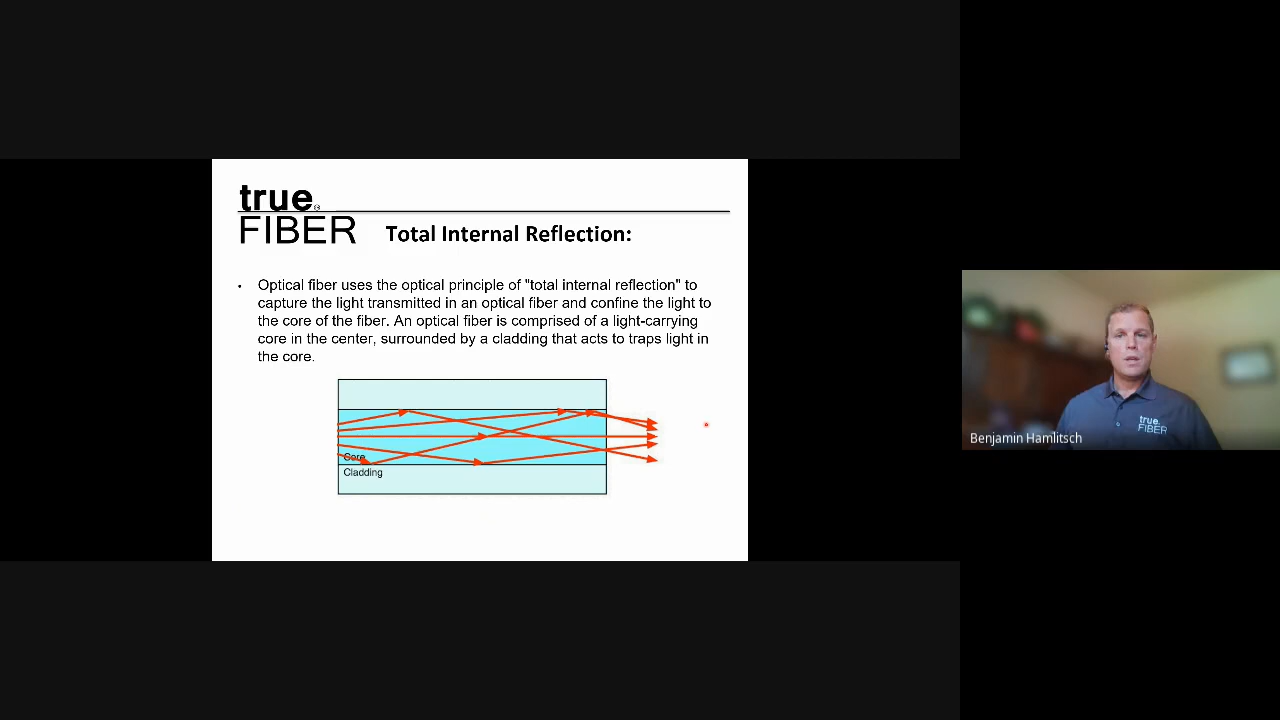 true®
FIBER
Total Internal Reflection:
• Optical fiber uses the optical principle of "total internal reflection" to
capture the light transmitted in an optical fiber and confine the light to
the core of the fiber. An optical fiber is comprised of a light-carrying
core in the center, surrounded by a cladding that acts to traps light in
the core.
Core
Cladding
true.
FIBER
Benjamin Hamlitsch